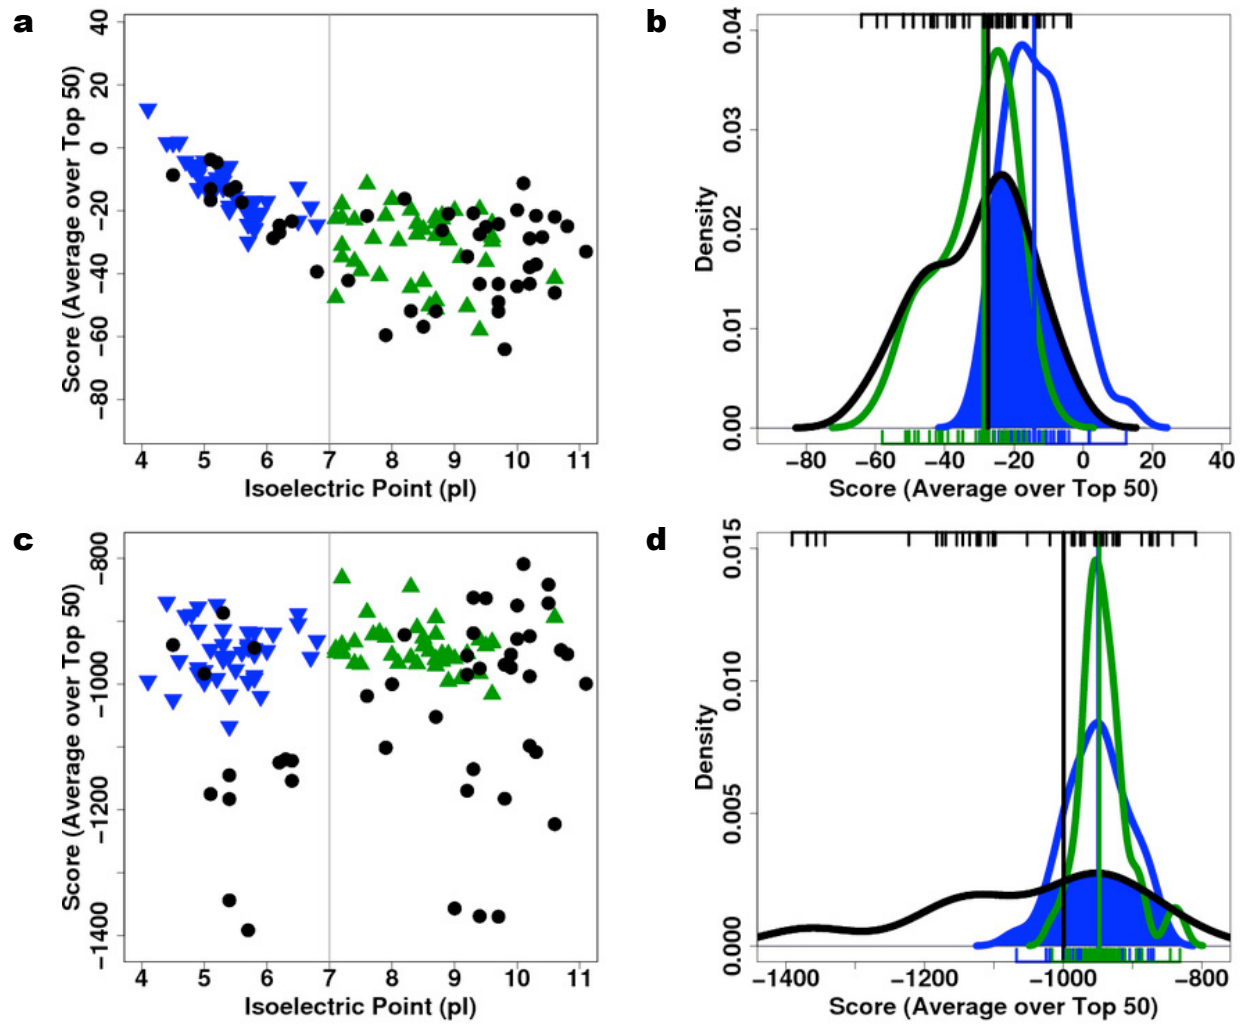 a
Score (Average over Top 50)
40
20
0
−20
−40
−60
−80
4 5 6 7 8 9 10 11
Isoelectric Point (pI)
b
Density
0.04
0.03
0.02
0.01
0.00
−80 −60 −40 −20 0 20 40
Score (Average over Top 50)
c
Score (Average over Top 50)
−800
−1000
−1200
−1400
4 5 6 7 8 9 10 11
Isoelectric Point (pI)
d
Density
0.015
0.010
0.005
0.000
−1400 −1200 −1000 −800
Score (Average over Top 50)